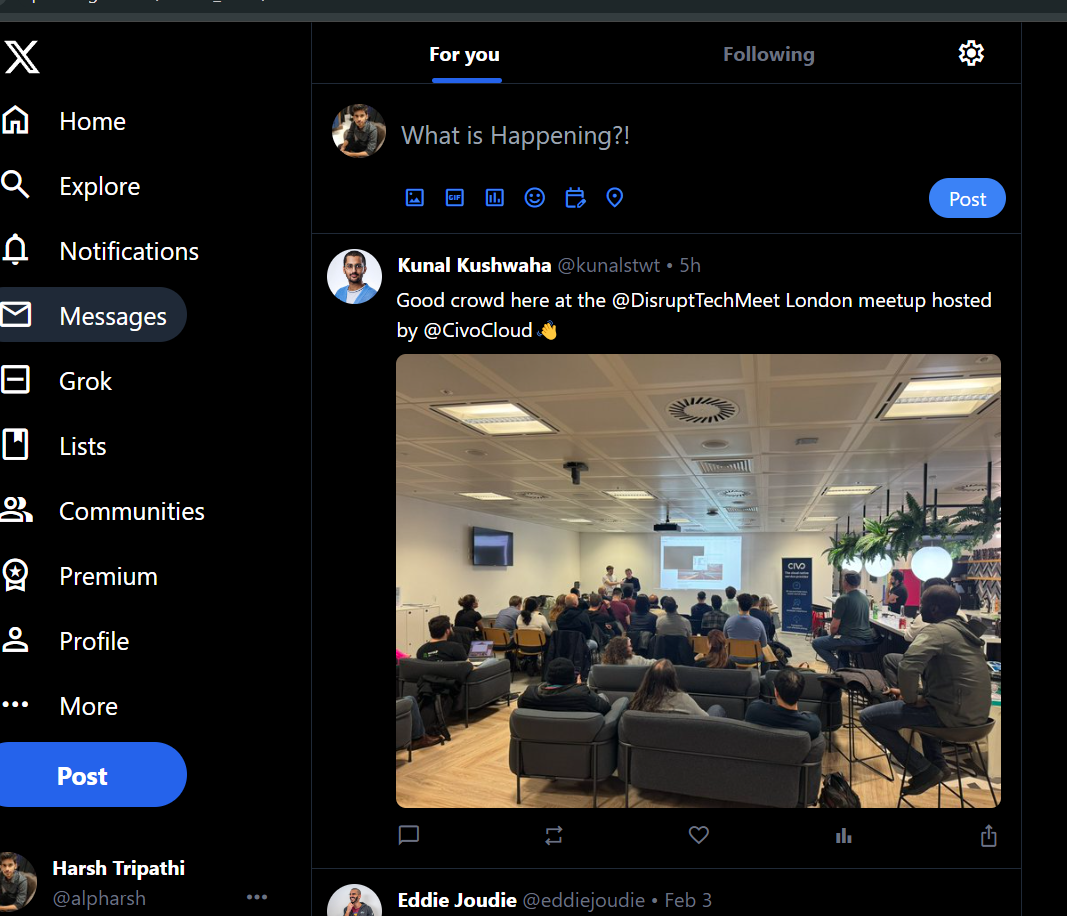 For you
Following
Home
Explore
Notifications
Messages
Grok
Lists
Communities
Premium
Profile
More
Post
Harsh Tripathi
@alpharsh
What is Happening?!
GIF
Post
Kunal Kushwaha @kunalstwt • 5h
Good crowd here at the @DisruptTechMeet London meetup hosted
by @CivoCloud 👋
CIVO
Eddie Joudie @eddiejoudie • Feb 3